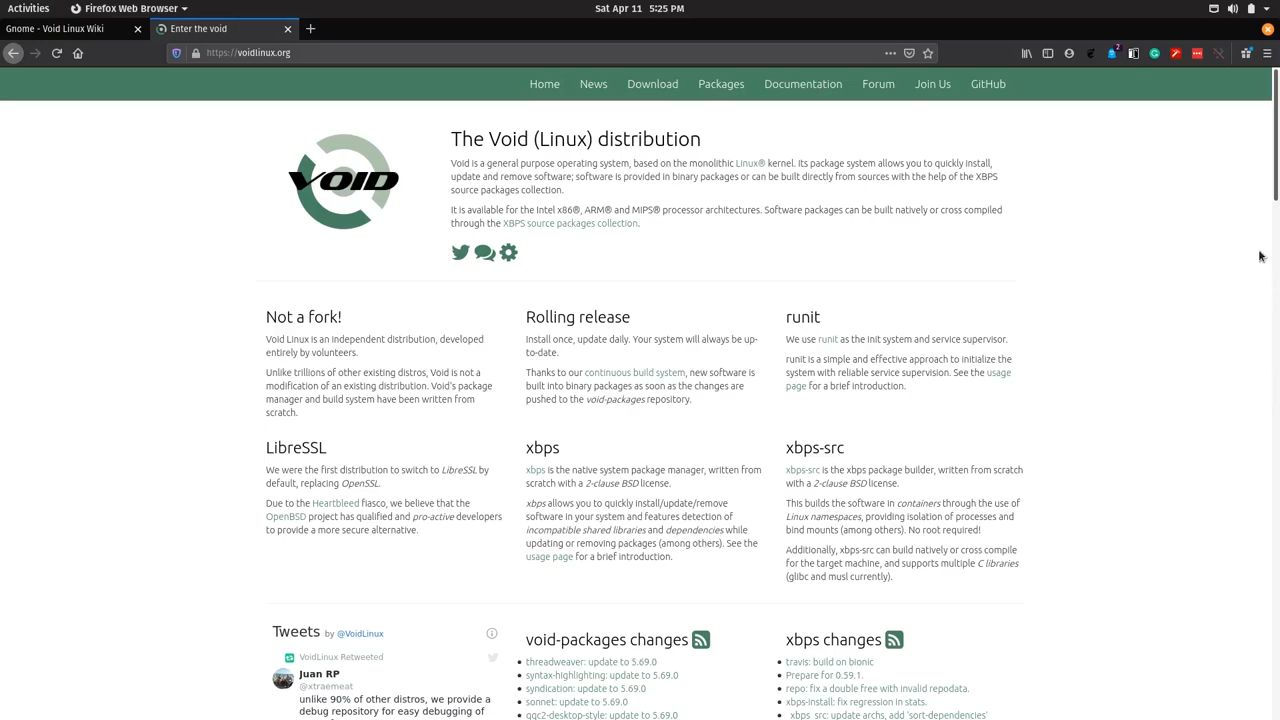 Activities
Firefox Web Browser
Sat Apr 11 5:25 PM
Gnome - Void Linux Wiki
Enter the void
https://voidlinux.org
2
Home
News
Download
Packages
Documentation
Forum
Join Us
GitHub
VOID
The Void (Linux) distribution
Void is a general purpose operating system, based on the monolithic Linux® kernel. Its package system allows you to quickly install,
update and remove software; software is provided in binary packages or can be built directly from sources with the help of the XBPS
source packages collection.
It is available for the Intel x86®, ARM® and MIPS® processor architectures. Software packages can be built natively or cross compiled
through the XBPS source packages collection.
Not a fork!
Void Linux is an independent distribution, developed
entirely by volunteers.
Unlike trillions of other existing distros, Void is not a
modification of an existing distribution. Void's package
manager and build system have been written from
scratch.
Rolling release
Install once, update daily. Your system will always be up-
to-date.
Thanks to our continuous build system, new software is
built into binary packages as soon as the changes are
pushed to the void-packages repository.
runit
We use runit as the init system and service supervisor.
runit is a simple and effective approach to initialize the
system with reliable service supervision. See the usage
page for a brief introduction.
LibreSSL
We were the first distribution to switch to LibreSSL by
default, replacing OpenSSL.
Due to the Heartbleed fiasco, we believe that the
OpenBSD project has qualified and pro-active developers
to provide a more secure alternative.
xbps
xbps is the native system package manager, written from
scratch with a 2-clause BSD license.
xbps allows you to quickly install/update/remove
software in your system and features detection of
incompatible shared libraries and dependencies while
updating or removing packages (among others). See the
usage page for a brief introduction.
xbps-src
xbps-src is the xbps package builder, written from scratch
with a 2-clause BSD license.
This builds the software in containers through the use of
Linux namespaces, providing isolation of processes and
bind mounts (among others). No root required!
Additionally, xbps-src can build natively or cross compile
for the target machine, and supports multiple C libraries
(glibc and musl currently).
Tweets by @VoidLinux
VoidLinux Retweeted
Juan RP
@xtraemeat
unlike 90% of other distros, we provide a
debug repository for easy debugging of
void-packages changes
threadweaver: update to 5.69.0
syntax-highlighting: update to 5.69.0
syndication: update to 5.69.0
sonnet: update to 5.69.0
qqc2-desktop-style: update to 5.69.0
xbps changes
travis: build on bionic
Prepare for 0.59.1.
repo: fix a double free with invalid repodata.
xbps-install: fix regression in stats.
xbps_src: update archs, add 'sort-dependencies'